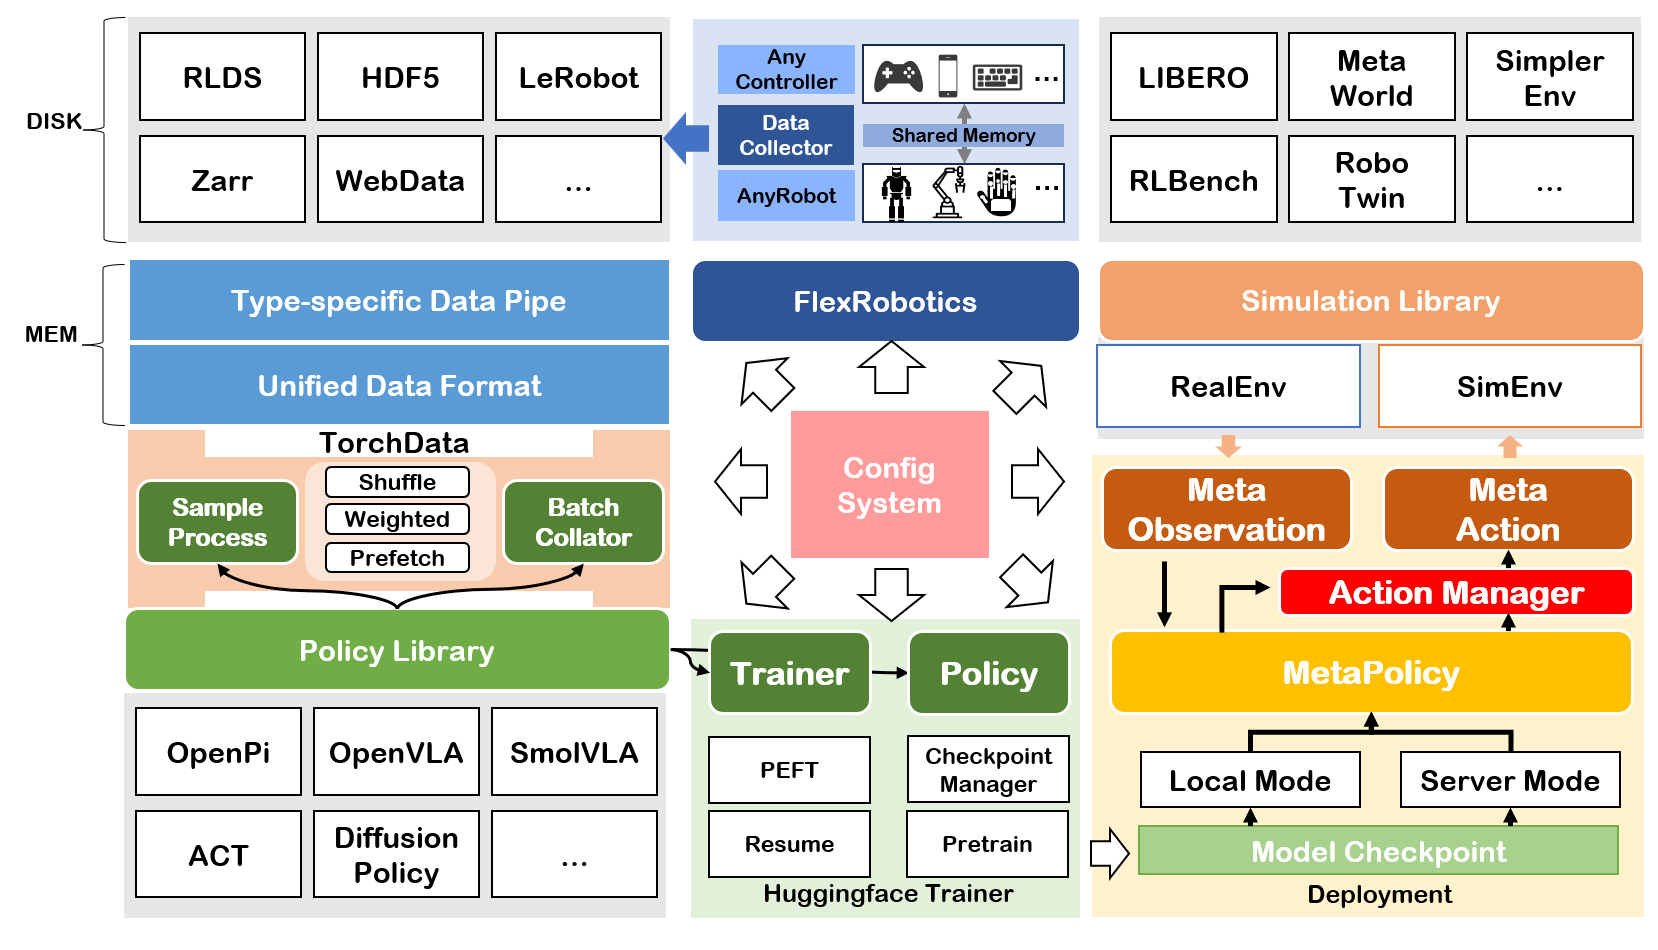 DISK
RLDS
HDF5
LeRobot
Zarr
WebData
...
Any
Controller
...
Data
Collector
Shared Memory
AnyRobot
...
LIBERO
Meta
World
Simpler
Env
RLBench
Robo
Twin
...
MEM
Type-specific Data Pipe
Unified Data Format
FlexRobotics
Simulation Library
RealEnv
SimEnv
TorchData
Sample
Process
Shuffle
Weighted
Prefetch
Batch
Collator
Config
System
Meta
Observation
Meta
Action
Action Manager
MetaPolicy
Policy Library
OpenPi
OpenVLA
SmolVLA
ACT
Diffusion
Policy
...
Trainer
Policy
PEFT
Checkpoint
Manager
Resume
Pretrain
Huggingface Trainer
Local Mode
Server Mode
Model Checkpoint
Deployment